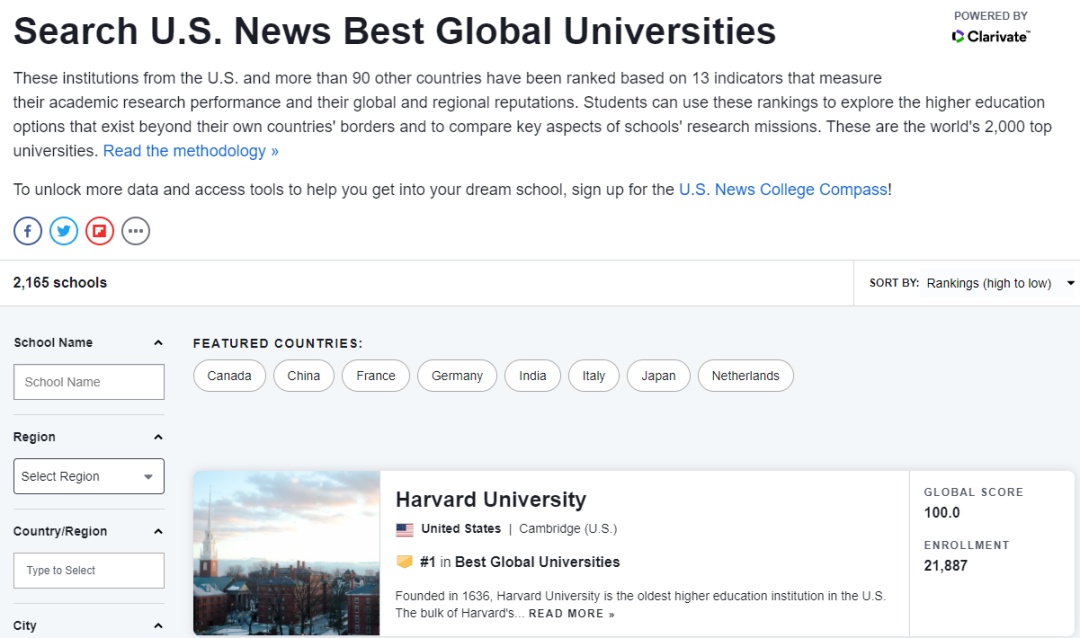 Search U.S. News Best Global Universities
POWERED BY
Clarivate™
These institutions from the U.S. and more than 90 other countries have been ranked based on 13 indicators that measure
their academic research performance and their global and regional reputations. Students can use these rankings to explore the higher education
options that exist beyond their own countries' borders and to compare key aspects of schools' research missions. These are the world's 2,000 top
universities. Read the methodology »
To unlock more data and access tools to help you get into your dream school, sign up for the U.S. News College Compass!
2,165 schools
SORT BY: Rankings (high to low)
School Name
School Name
Region
Select Region
Country/Region
Type to Select
City
FEATURED COUNTRIES:
Canada China France Germany India Italy Japan Netherlands
Harvard University
United States | Cambridge (U.S.)
#1 in Best Global Universities
Founded in 1636, Harvard University is the oldest higher education institution in the U.S.
The bulk of Harvard's... READ MORE »
GLOBAL SCORE
100.0
ENROLLMENT
21,887